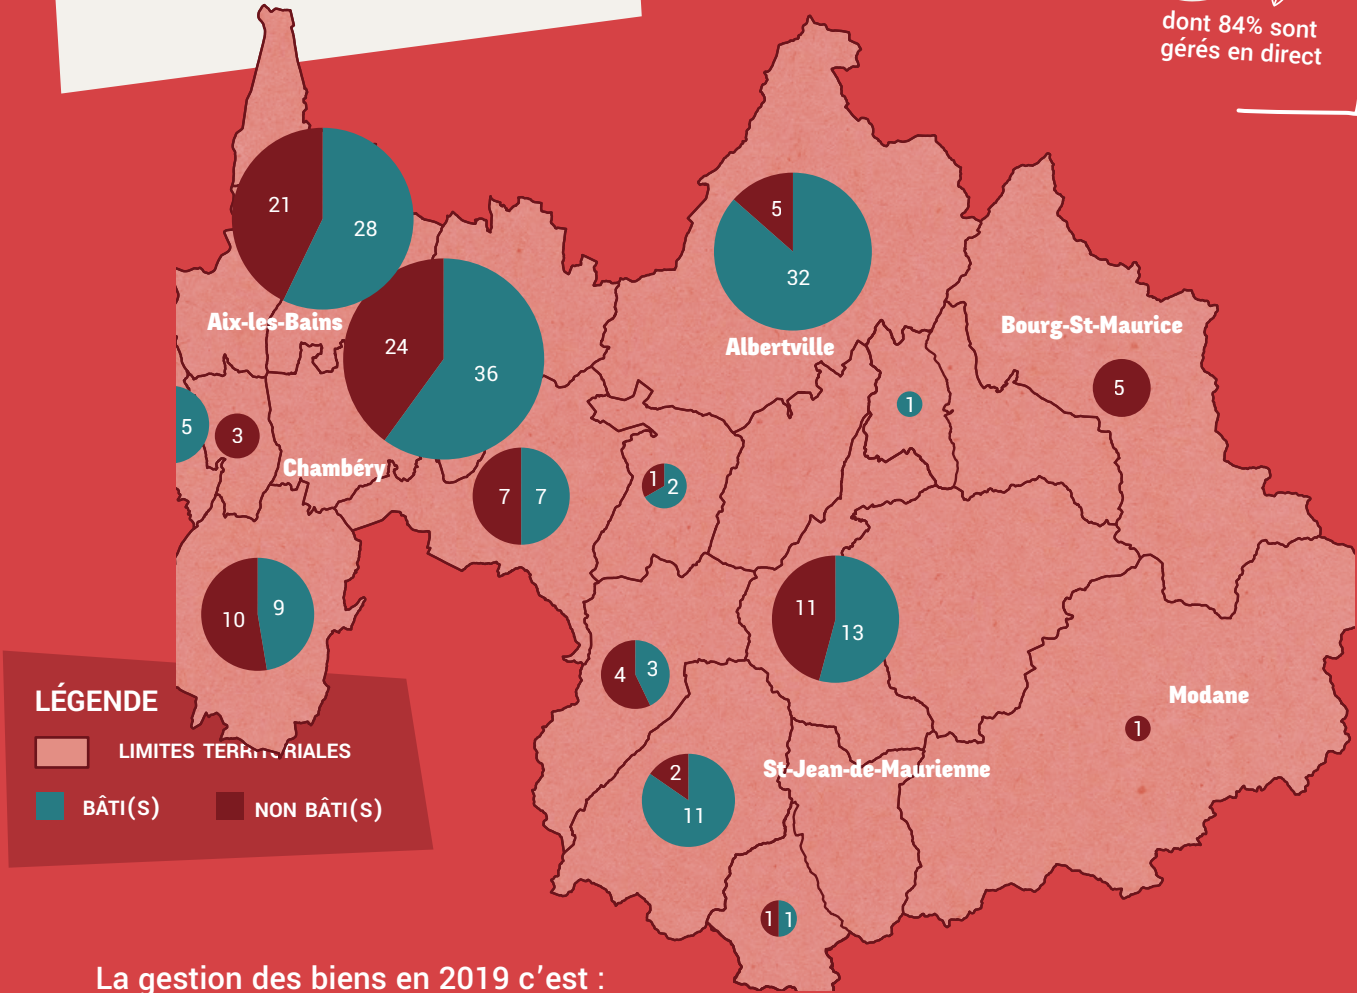 dont 84% sont
gérés en direct
21
28
5
32
Aix-les-Bains
Bourg-St-Maurice
24
36
Albertville
5
1
5
3
Chambéry
7
7
1
2
10
9
11
13
4
3
LÉGENDE
Modane
1
LIMITES TERRITORIALES
St-Jean-de-Maurienne
2
11
BÂTI(S)
NON BÂTI(S)
1
1
La gestion des biens en 2019 c'est :